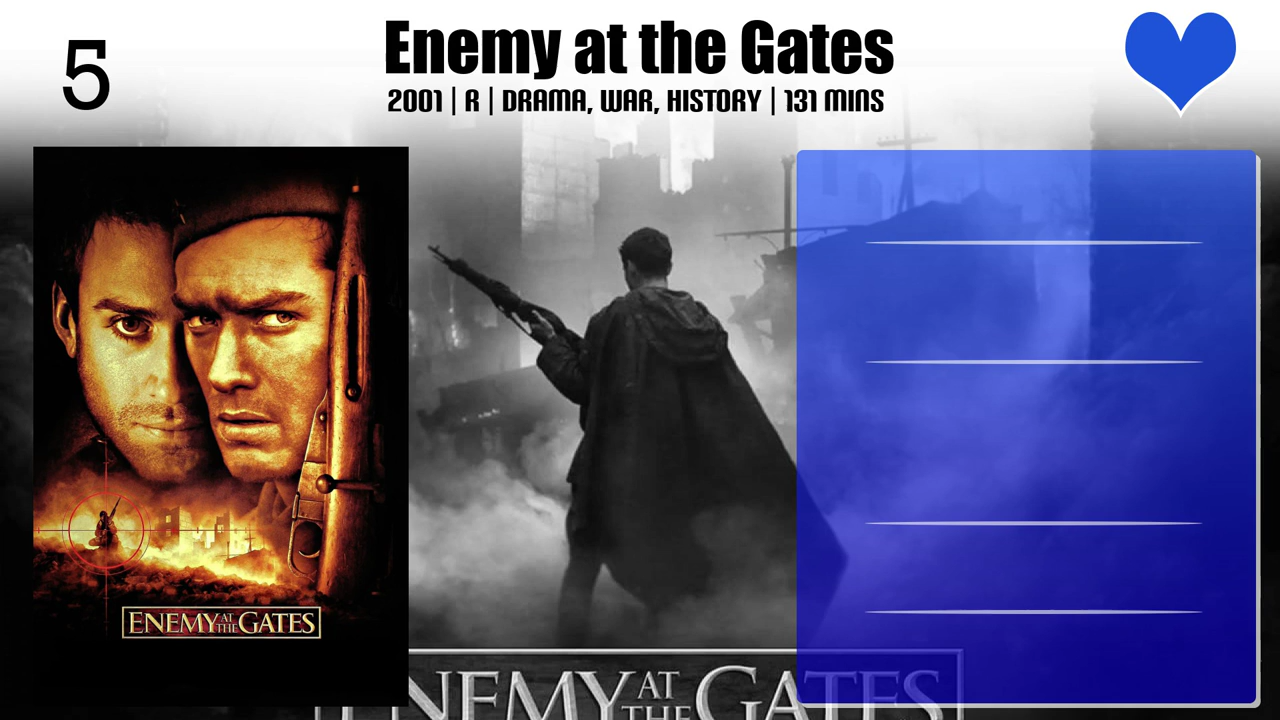 5
Enemy at the Gates
2001 | R | DRAMA, WAR, HISTORY | 131 MINS
ENEMY AT THE GATES
ENEMY AT THE GATES